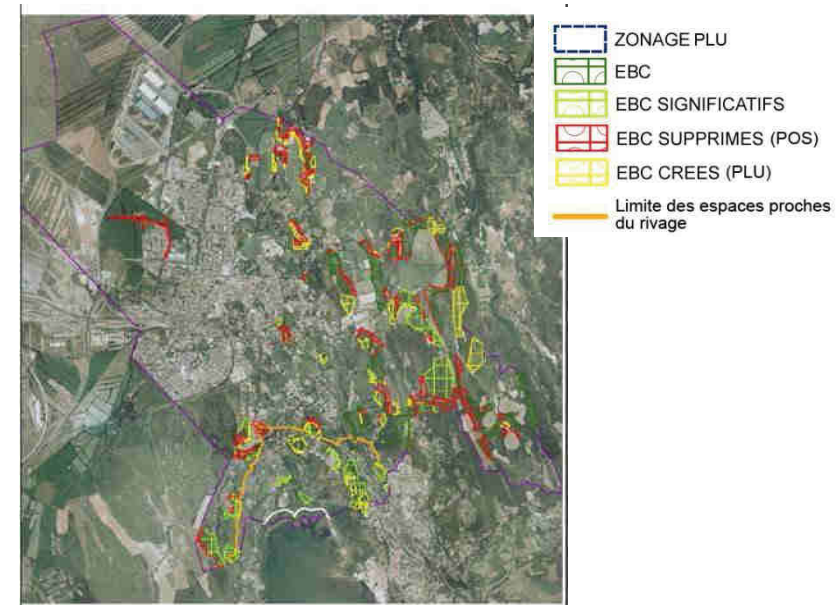 ZONAGE PLU
EBC
EBC SIGNIFICATIFS
EBC SUPPRIMES (POS)
EBC CREES (PLU)
Limite des espaces proches
du rivage